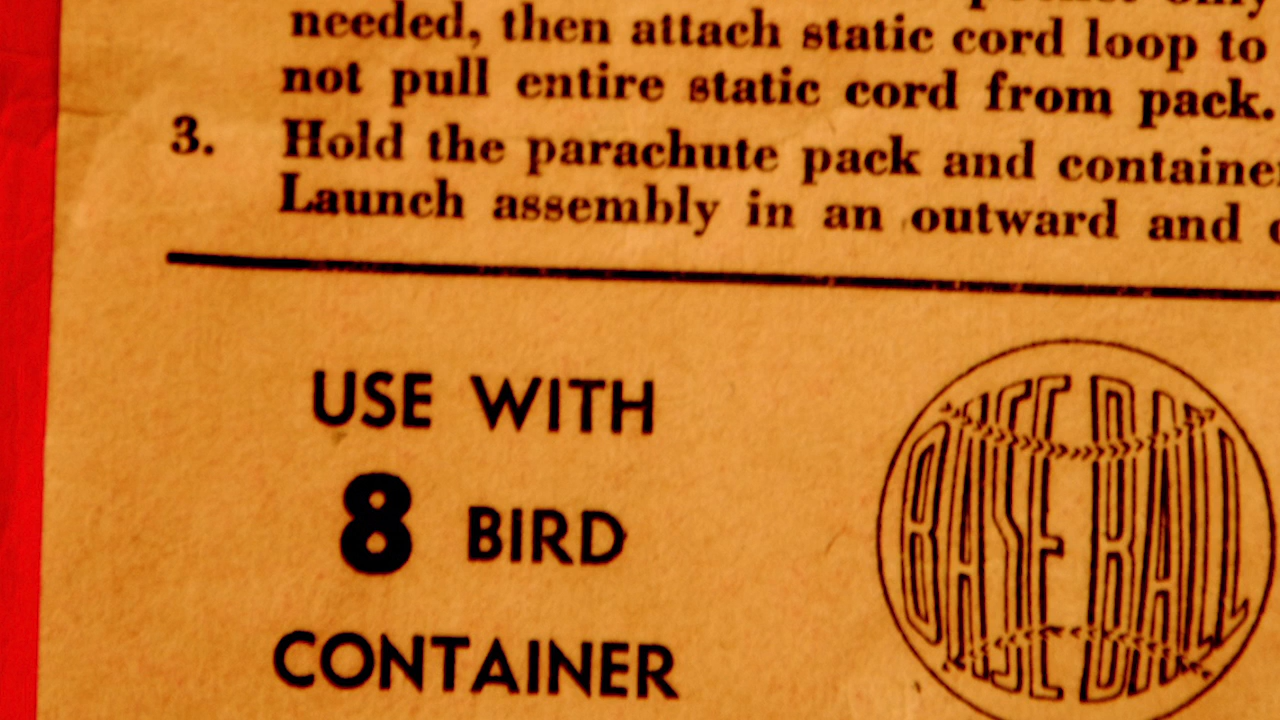 only
needed, then attach static cord loop to
not pull entire static cord from pack.
3. Hold the parachute pack and container
Launch assembly in an outward and
USE WITH
8 BIRD
CONTAINER
BASE BALL